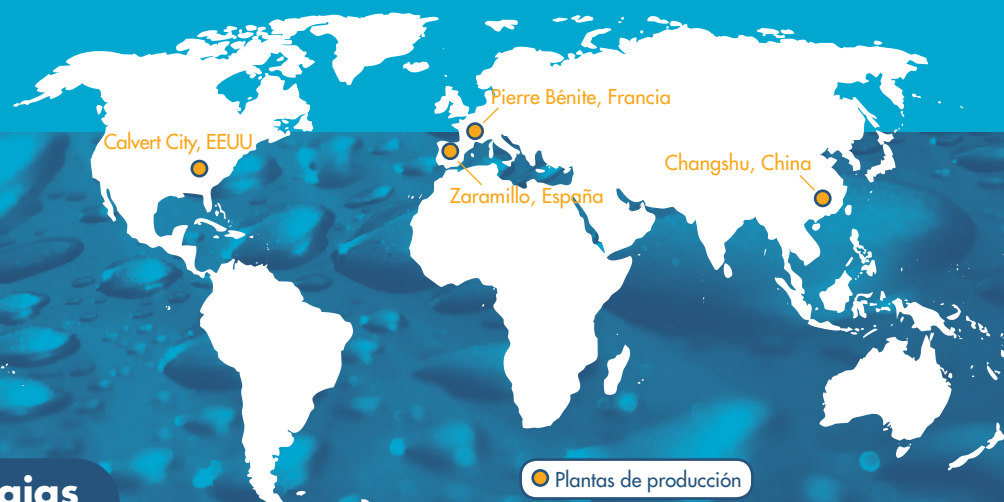 Pierre Bénite, Francia
Calvert City, EEUU
Changshu, China
Zaramillo, España
Plantas de producción